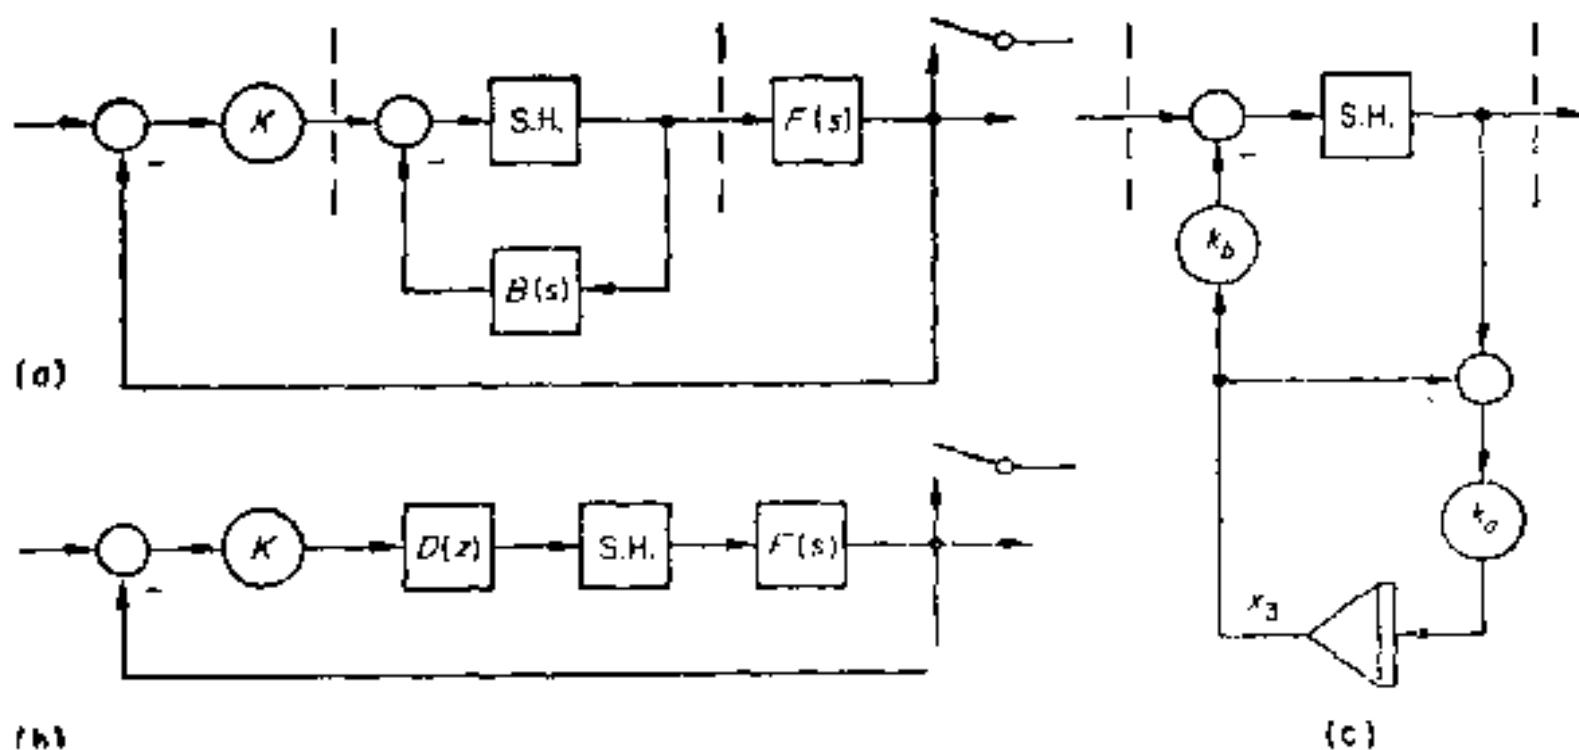 K
S.H.
F(s)
B(s)
(a)
K
D(z)
S.H.
F(s)
(b)
S.H.
k_b
k_a
x_3
(c)